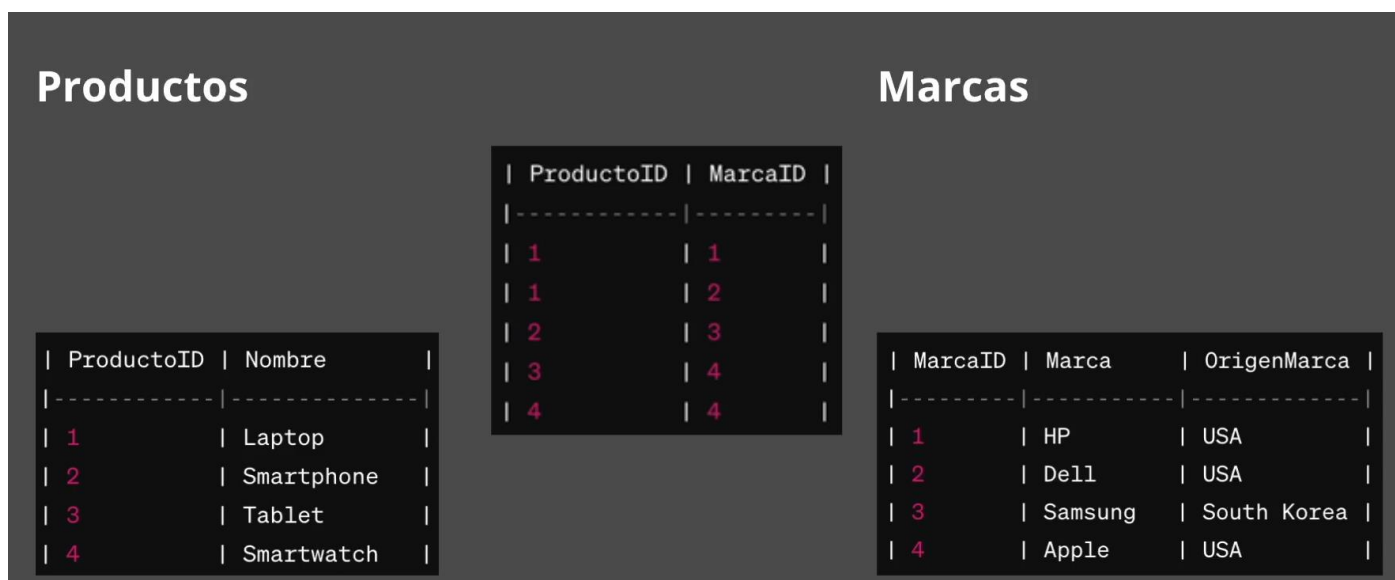 Productos
Marcas
| ProductoID | MarcaID |
|------------|---------|
| 1 | 1 |
| 1 | 2 |
| 2 | 3 |
| 3 | 4 |
| 4 | 4 |
| ProductoID | Nombre |
|------------|--------------|
| 1 | Laptop |
| 2 | Smartphone |
| 3 | Tablet |
| 4 | Smartwatch |
| MarcaID | Marca | OrigenMarca |
|---------|-----------|-------------|
| 1 | HP | USA |
| 2 | Dell | USA |
| 3 | Samsung | South Korea |
| 4 | Apple | USA |